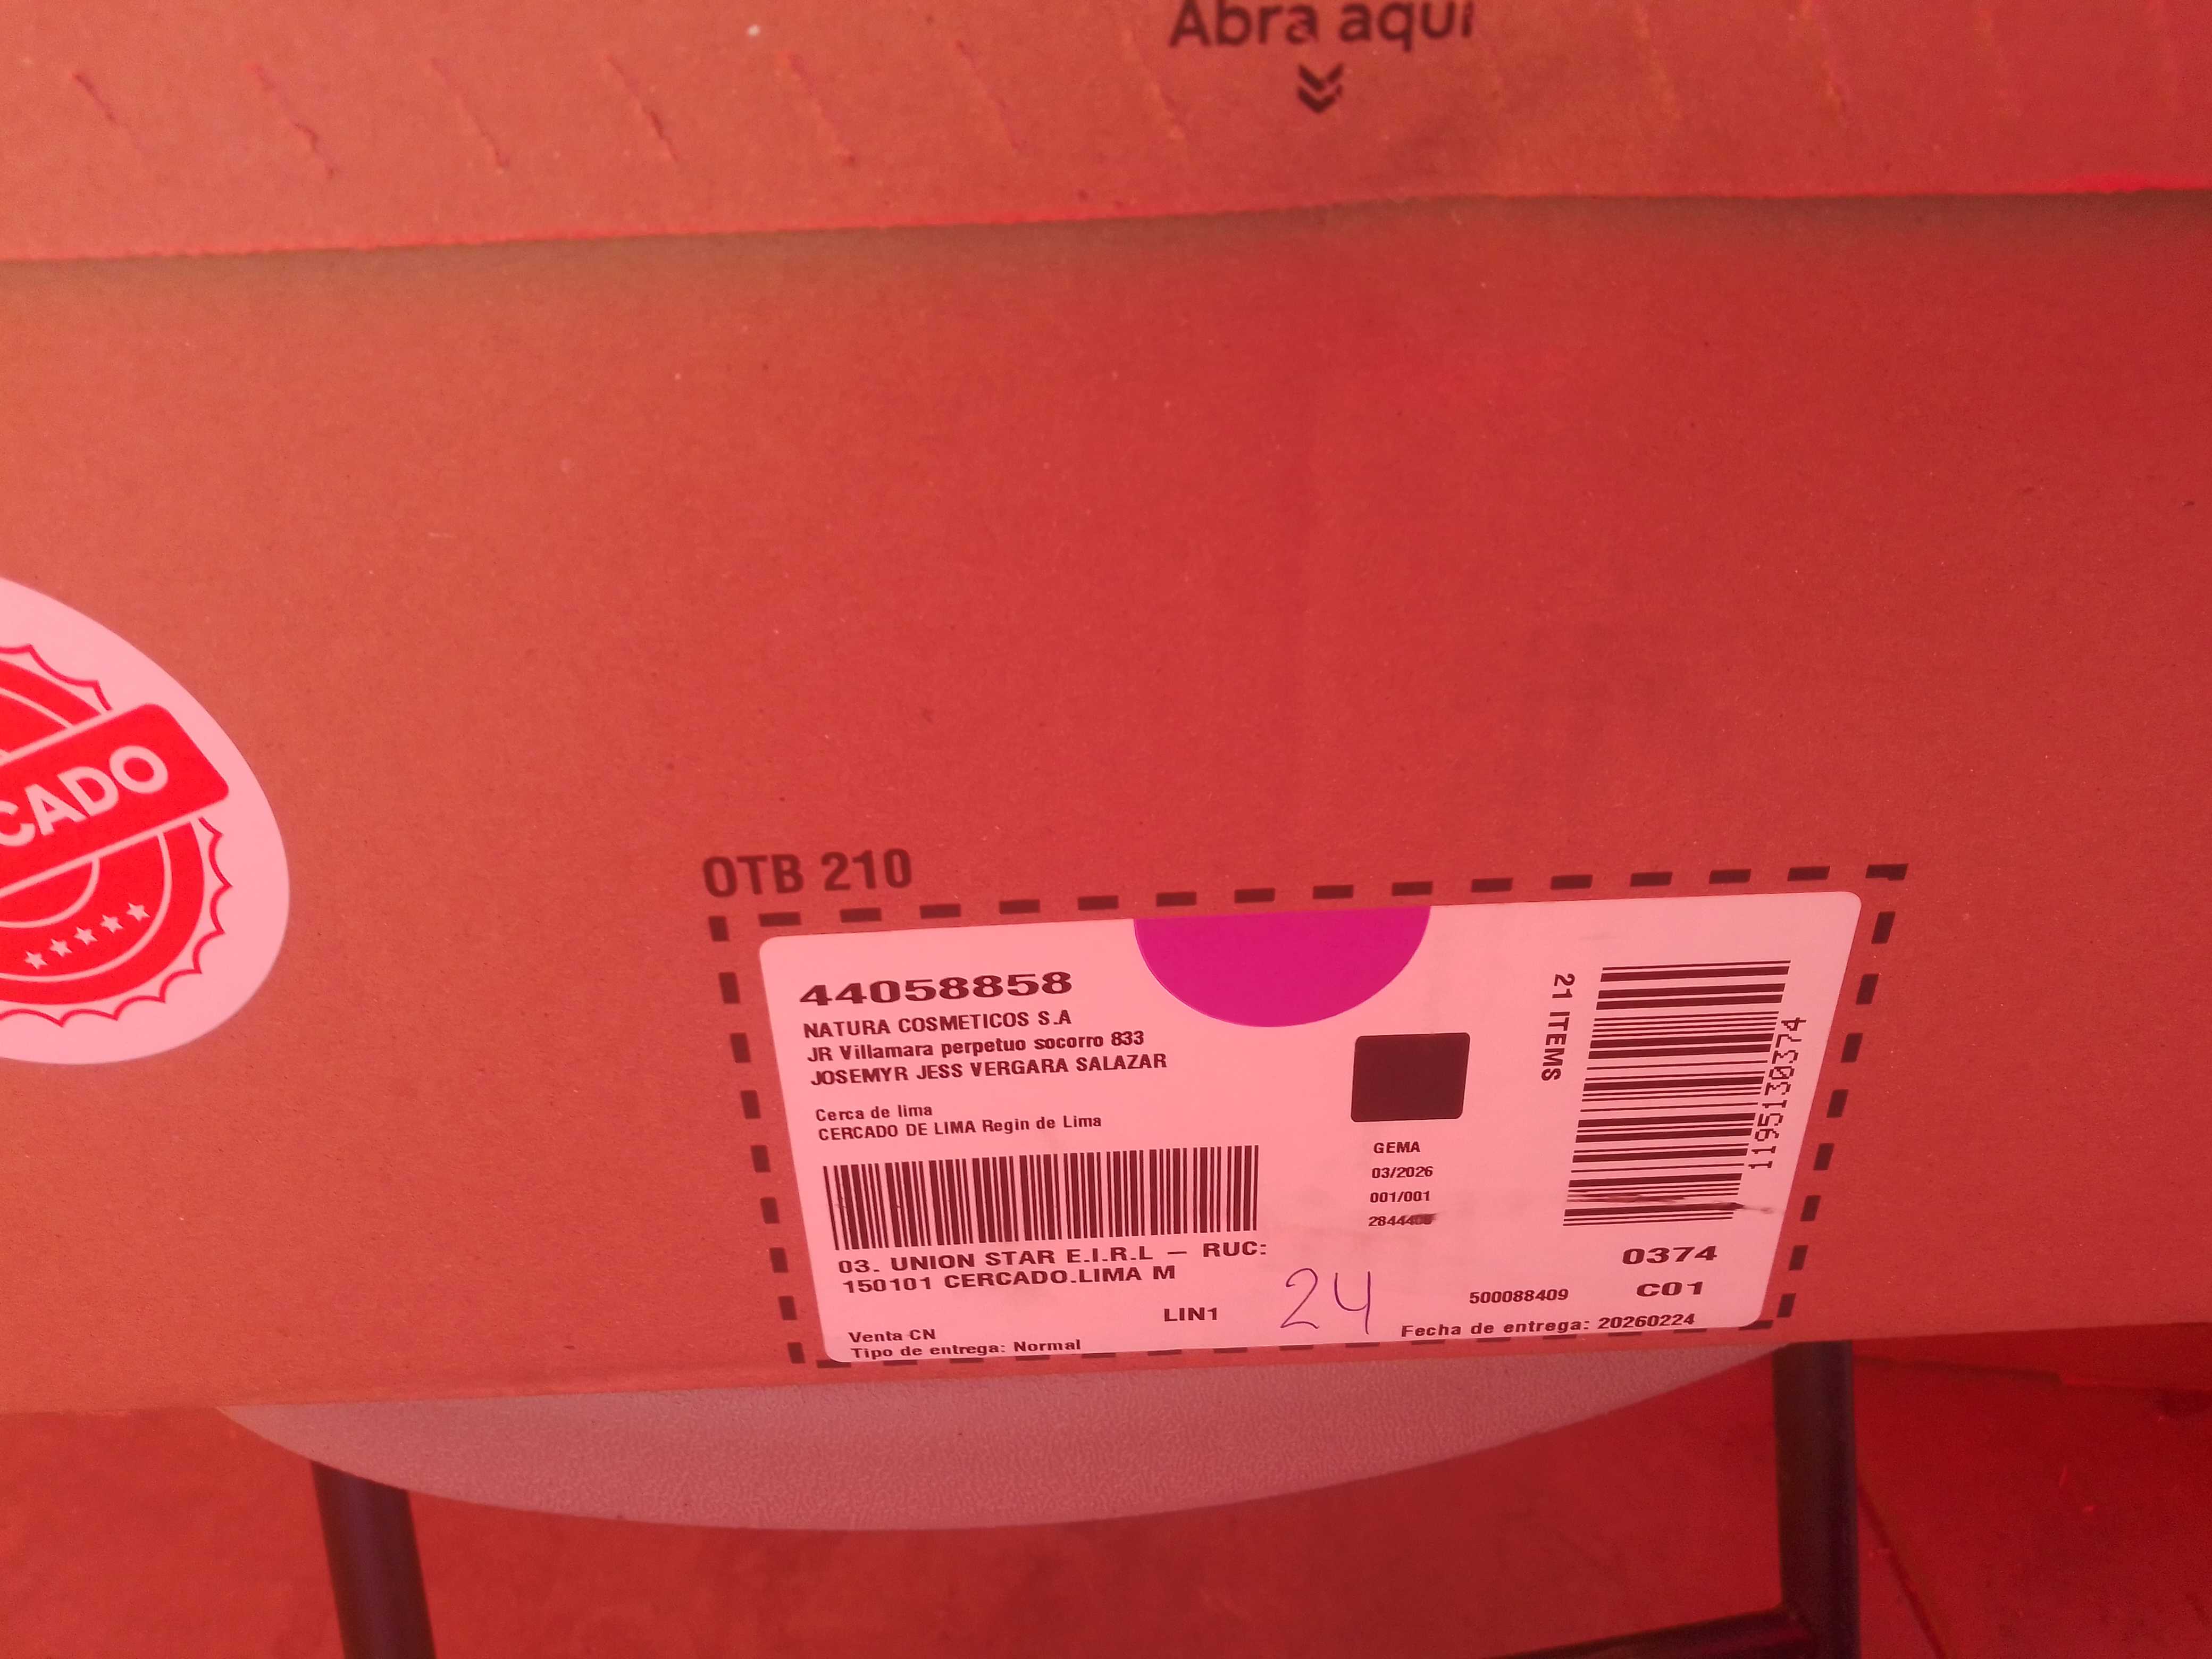 Abra aquí
CADO
OTB 210
44058858
NATURA COSMETICOS S.A
JR Villamara perpetuo socorro 833
JOSEMYR JESS VERGARA SALAZAR
Cerca de lima
CERCADO DE LIMA Regin de Lima
03. UNION STAR E.I.R.L – RUC:
150101 CERCADO.LIMA M
LIN1
24
Venta CN
Tipo de entrega: Normal
GEMA
03/2026
001/001
21 ITEMS
1195130374
0374
C01
500088409
Fecha de entrega: 20260224